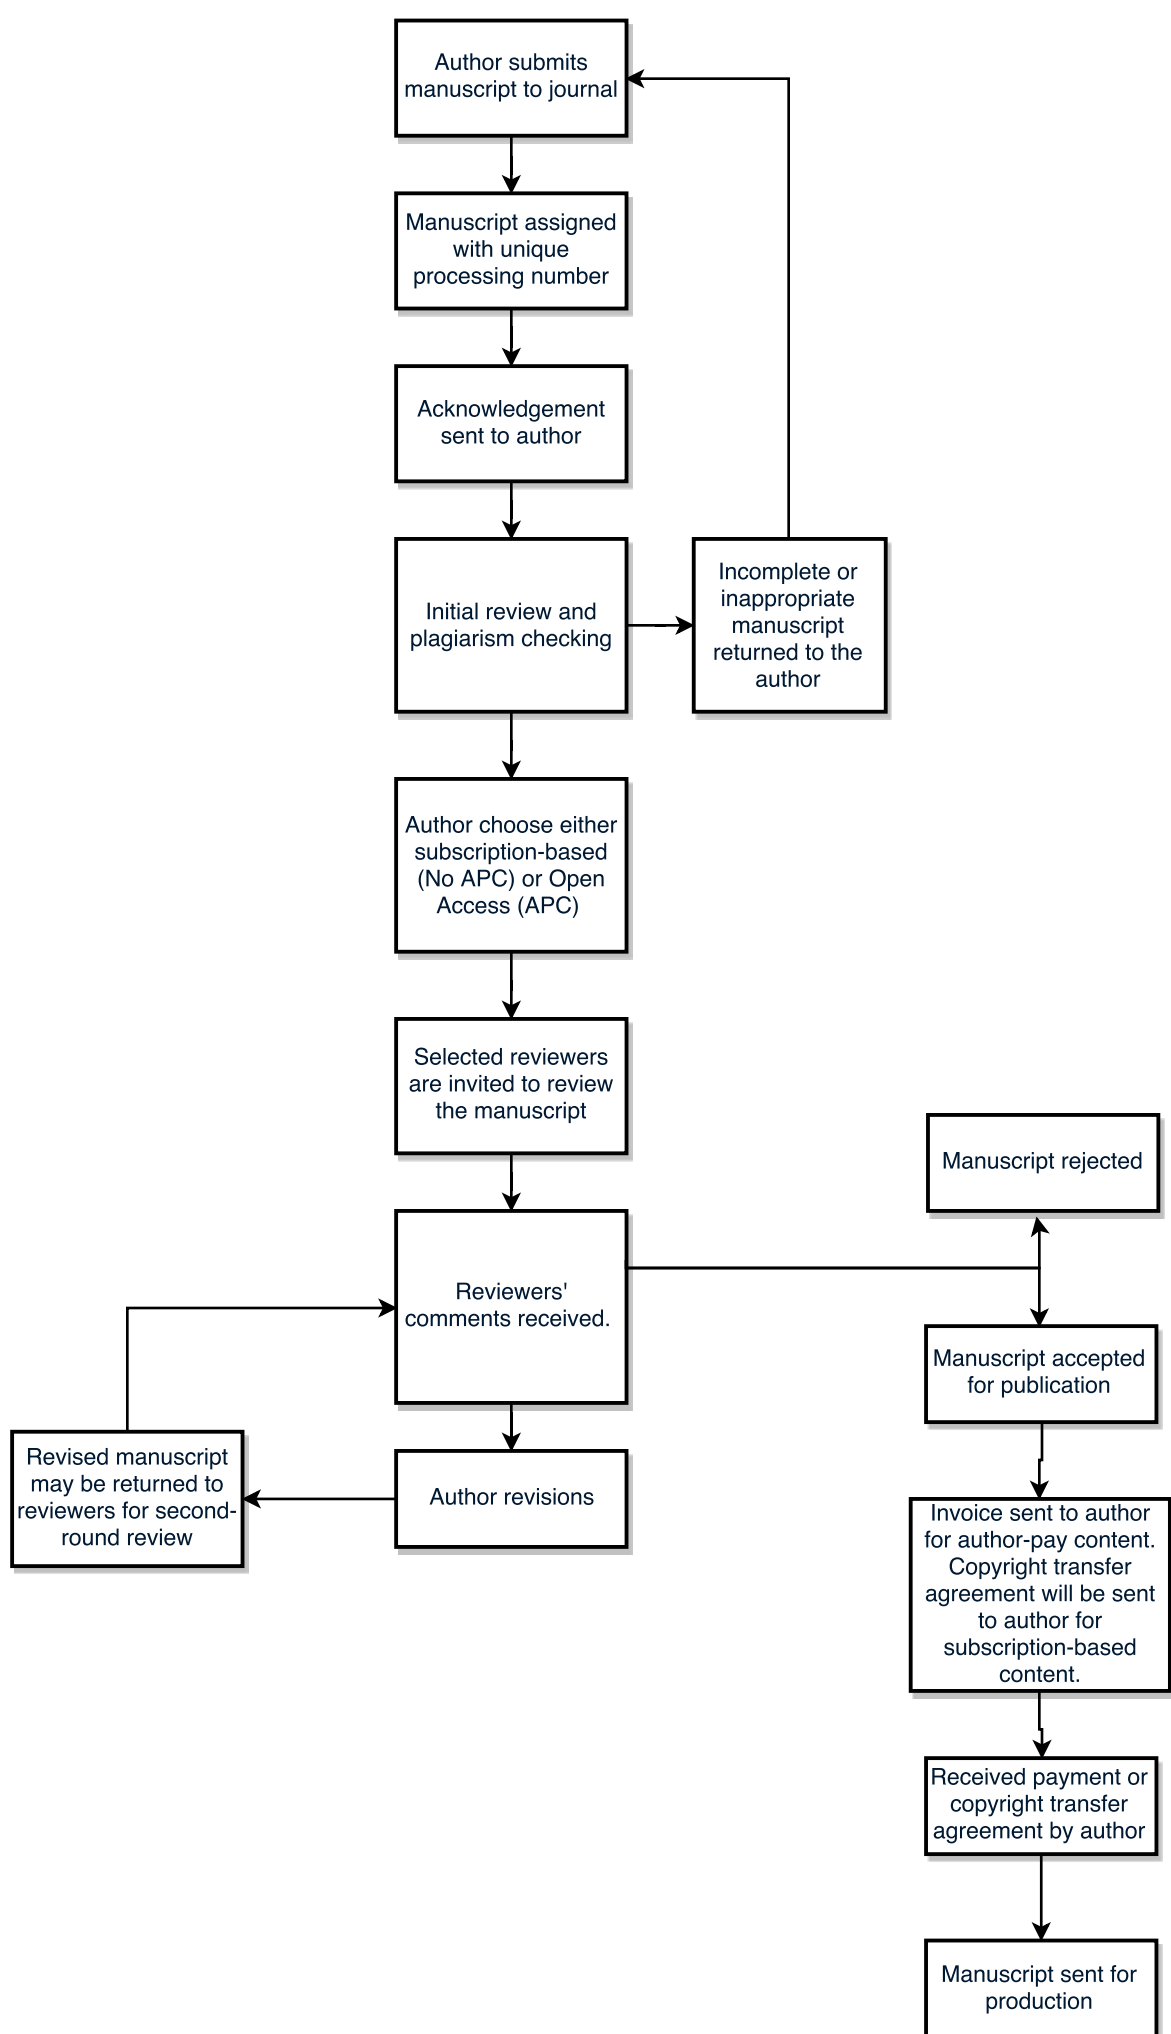 Author submits
manuscript to journal
Manuscript assigned
with unique
processing number
Acknowledgement
sent to author
Initial review and
plagiarism checking
Incomplete or
inappropriate
manuscript
returned to the
author
Author choose either
subscription-based
(No APC) or Open
Access (APC)
Selected reviewers
are invited to review
the manuscript
Manuscript rejected
Reviewers'
comments received.
Manuscript accepted
for publication
Revised manuscript
may be returned to
reviewers for second-
round review
Author revisions
Invoice sent to author
for author-pay content.
Copyright transfer
agreement will be sent
to author for
subscription-based
content.
Received payment or
copyright transfer
agreement by author
Manuscript sent for
production